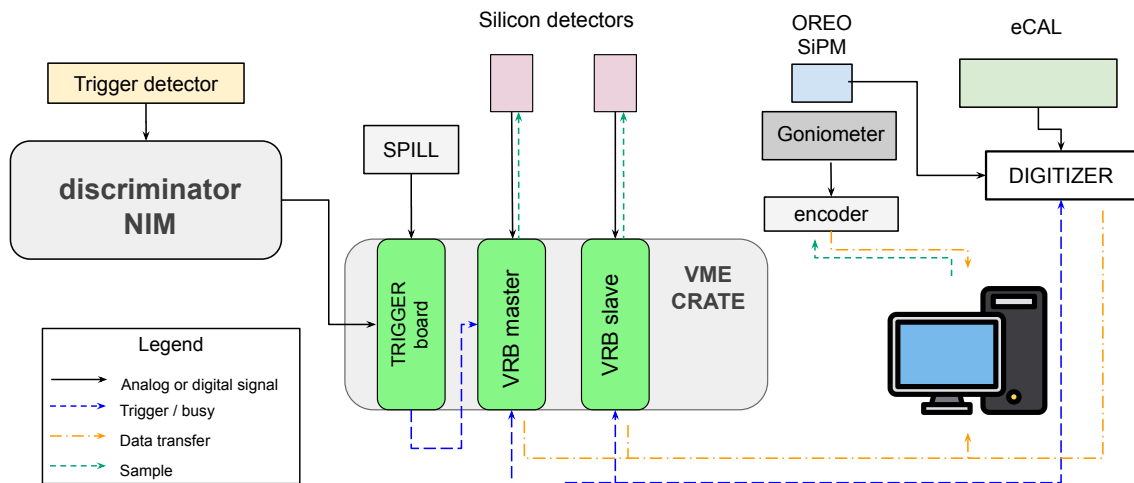 Silicon detectors
OREO
SiPM
eCAL
Trigger detector
SPILL
Goniometer
discriminator
NIM
DIGITIZER
encoder
TRIGGER
board
VRB master
VRB slave
VME
CRATE
Legend
Analog or digital signal
Trigger / busy
Data transfer
Sample